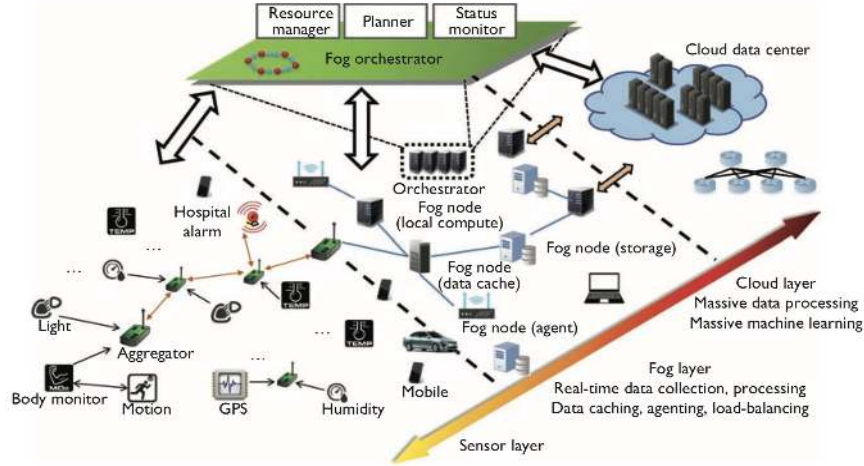 Resource
manager
Planner
Status
monitor
Fog orchestrator
Cloud data center
Orchestrator
Fog node
(local compute)
Hospital
alarm
TEMP
...
...
Fog node (storage)
Fog node
(data cache)
TEMP
Light
Aggregator
TEMP
...
...
Fog node (agent)
Cloud layer
Massive data processing
Massive machine learning
Body monitor
Motion
GPS
Humidity
Mobile
Fog layer
Real-time data collection, processing
Data caching, agenting, load-balancing
Sensor layer